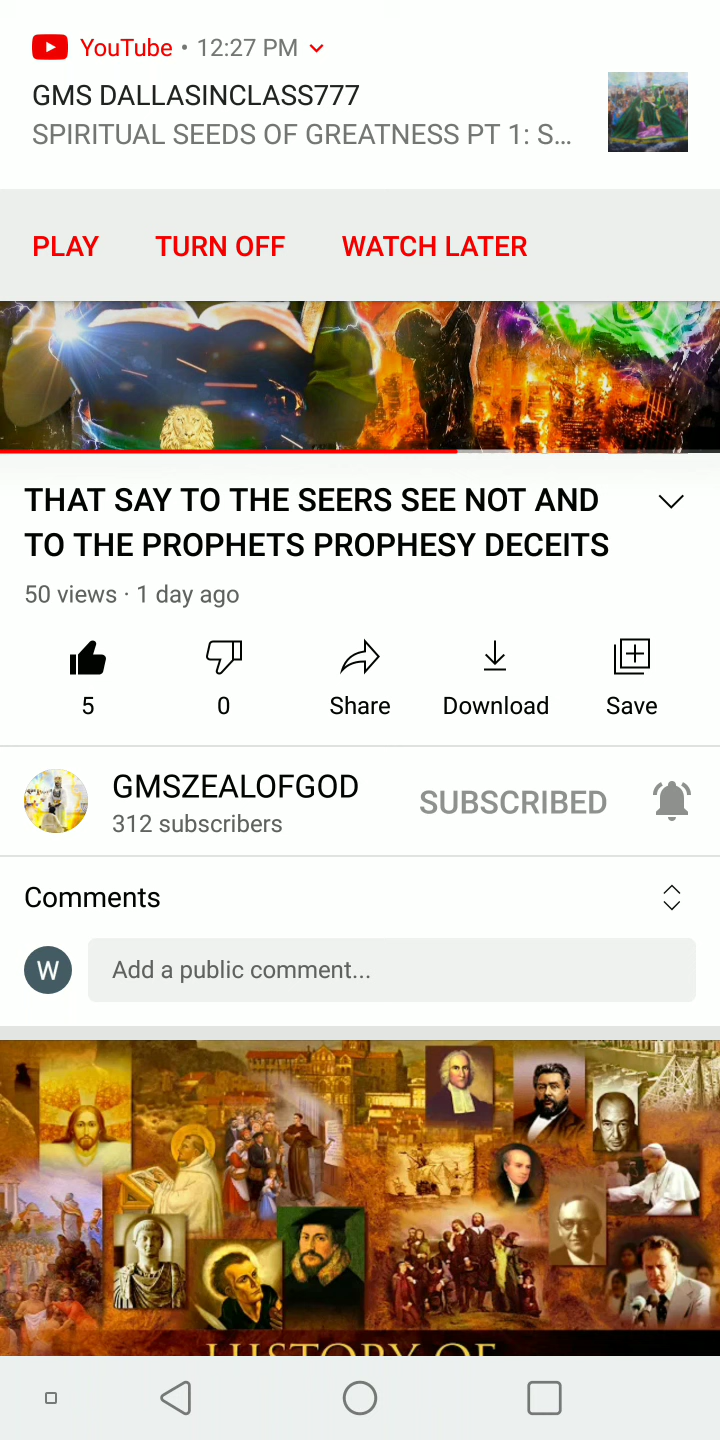 YouTube • 12:27 PM
GMS DALLASINCLASS777
SPIRITUAL SEEDS OF GREATNESS PT 1: S...
PLAY TURN OFF WATCH LATER
THAT SAY TO THE SEERS SEE NOT AND
TO THE PROPHETS PROPHESY DECEITS
50 views · 1 day ago
5 0 Share Download Save
GMSZEALOFGOD
312 subscribers
SUBSCRIBED
Comments
W
Add a public comment...
HISTORY OF